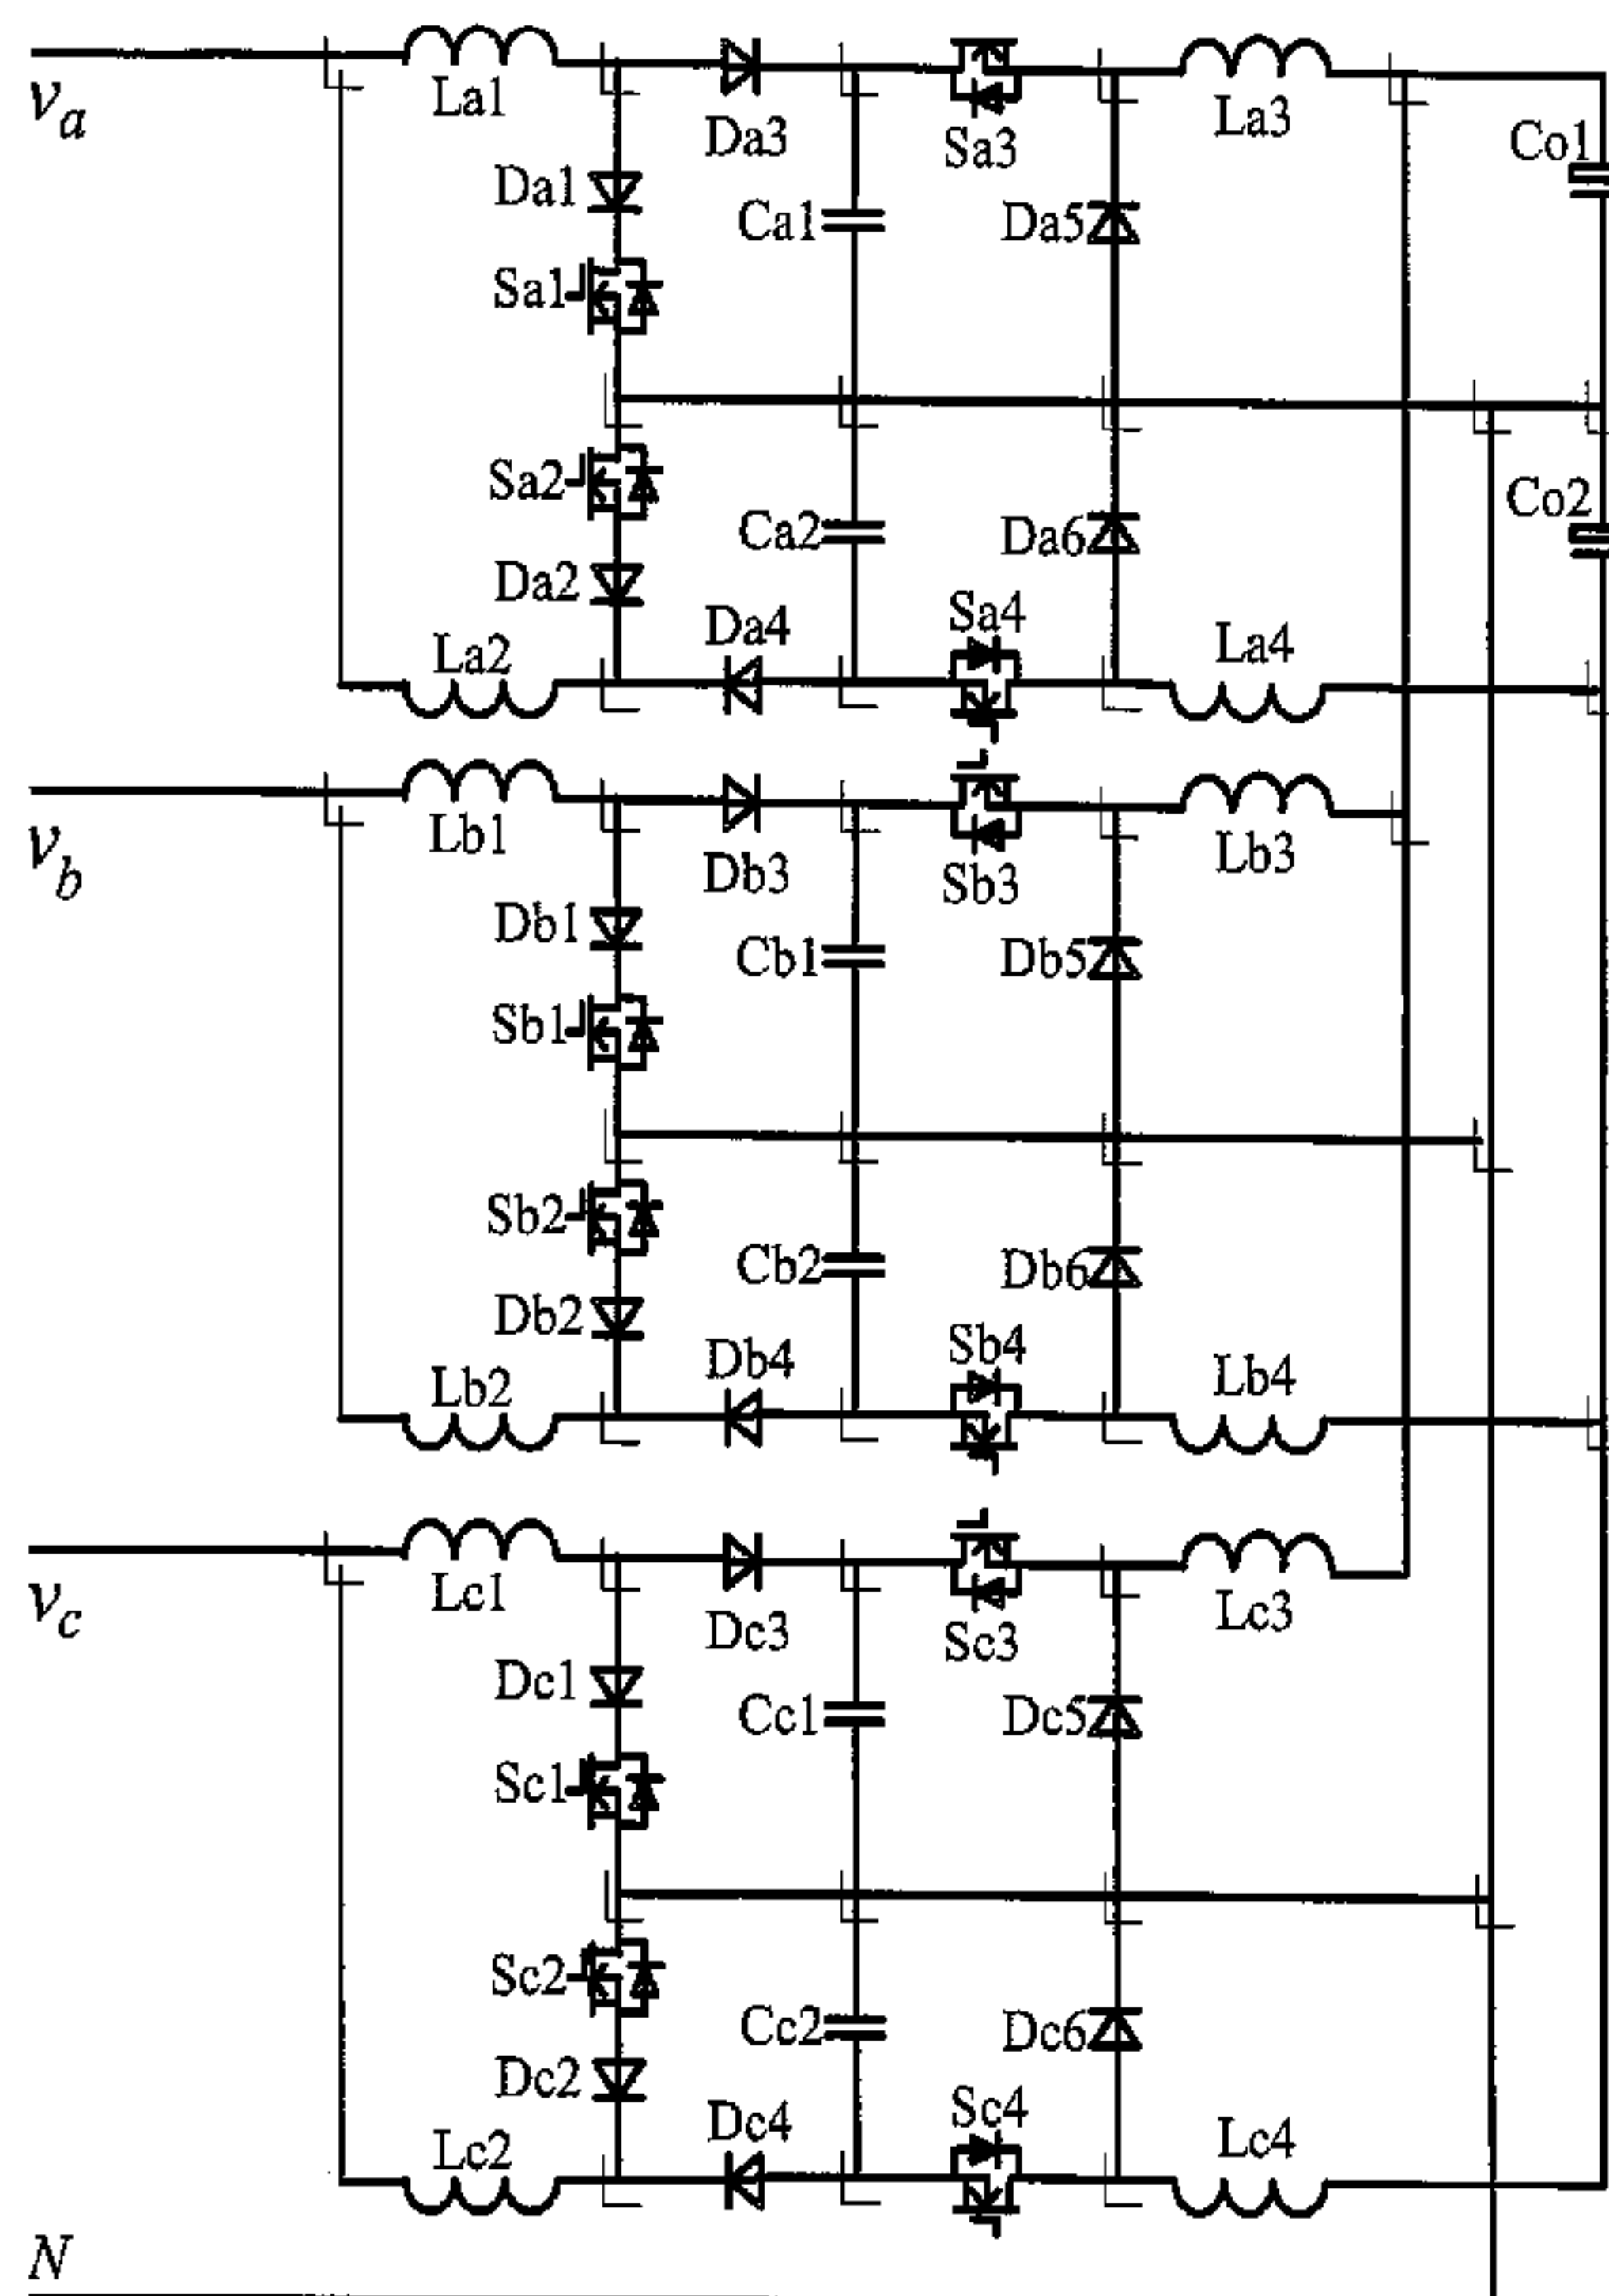 va
La1
Da3
Sa3
La3
Co1
Da1
Ca1
Da5
Sa1
Sa2
Ca2
Da6
Co2
Da2
Da4
Sa4
La2
La4
vb
Lb1
Db3
Sb3
Lb3
Db1
Cb1
Db5
Sb1
Sb2
Cb2
Db6
Db2
Db4
Sb4
Lb2
Lb4
vc
Lc1
Dc3
Sc3
Lc3
Dc1
Cc1
Dc5
Sc1
Sc2
Cc2
Dc6
Dc2
Dc4
Sc4
Lc2
Lc4
N